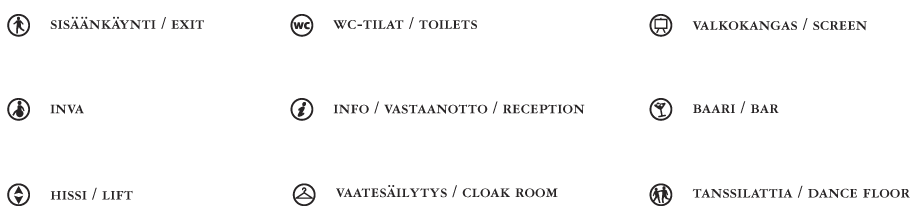 SISÄÄNKÄYNTI / EXIT
WC WC-TILAT / TOILETS
VALKOKANGAS / SCREEN
INVA
i INFO / VASTAANOTTO / RECEPTION
BAARI / BAR
HISSI / LIFT
VAATESÄILYTYS / CLOAK ROOM
TANSSILATTIA / DANCE FLOOR